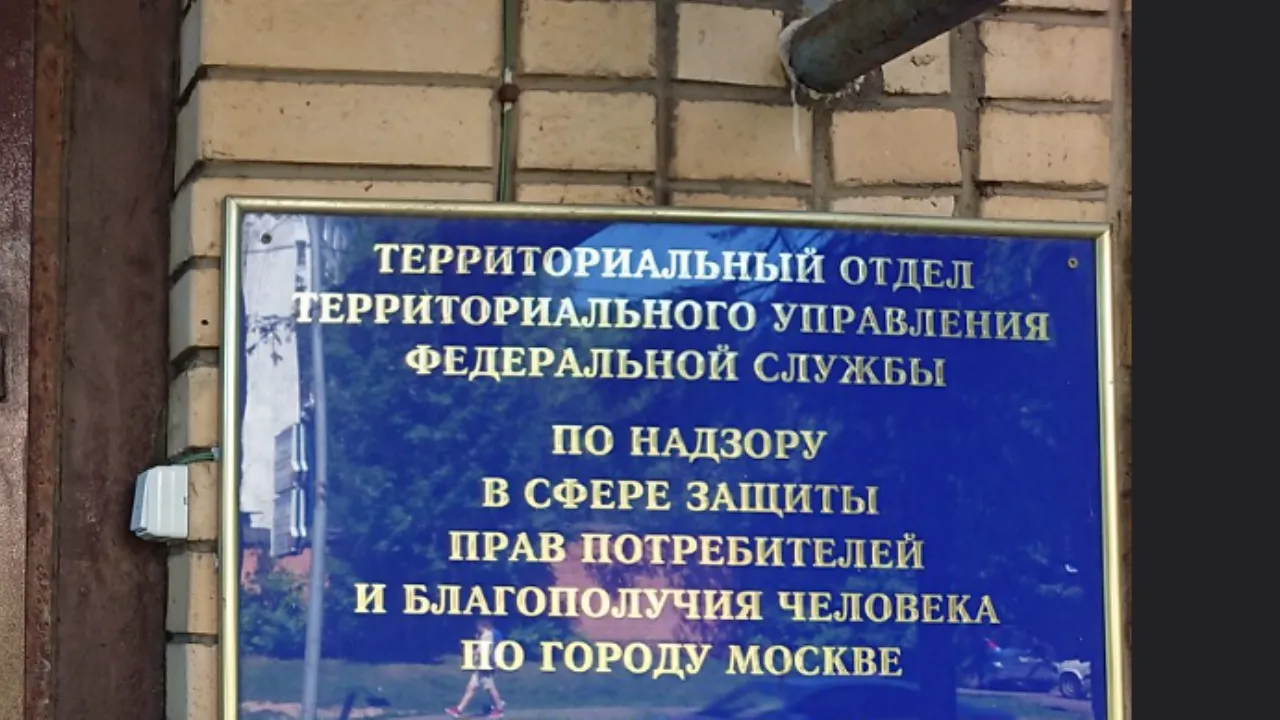 ТЕРРИТОРИАЛЬНЫЙ ОТДЕЛ
ТЕРРИТОРИАЛЬНОГО УПРАВЛЕНИЯ
ФЕДЕРАЛЬНОЙ СЛУЖБЫ
ПО НАДЗОРУ
В СФЕРЕ ЗАЩИТЫ
ПРАВ ПОТРЕБИТЕЛЕЙ
И БЛАГОПОЛУЧИЯ ЧЕЛОВЕКА
ПО ГОРОДУ МОСКВЕ